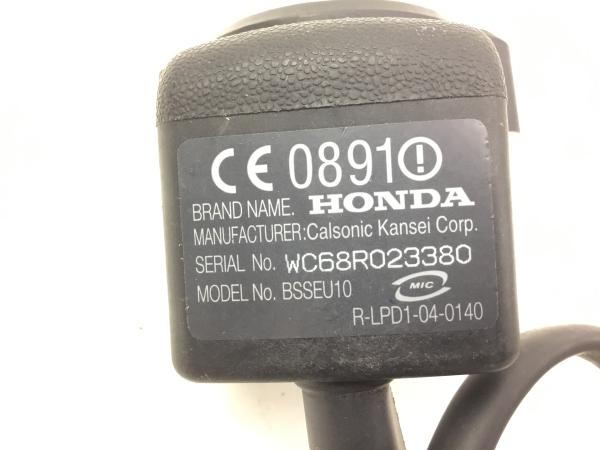 CE 0891
BRAND NAME. HONDA
MANUFACTURER:Calsonic Kansei Corp.
SERIAL No. WC68R023380
MODEL No. BSSEU10 MIC
R-LPD1-04-0140